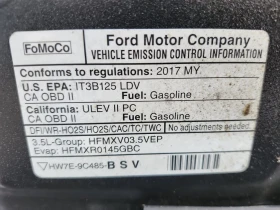 FoMoCo
Ford Motor Company
VEHICLE EMISSION CONTROL INFORMATION
Conforms to regulations: 2017 MY
U.S. EPA: IT3B125 LDV
CA OBD II Fuel: Gasoline
California: ULEV II PC
CA OBD II Fuel: Gasoline
DFI/WR-HO2S/HO2S/CAC/TC/TWC
No adjustments needed.
3.5L-Group: HFMXV03.5VEP
Evap: HFMXR0145GBC
HW7E-9C485-B S V